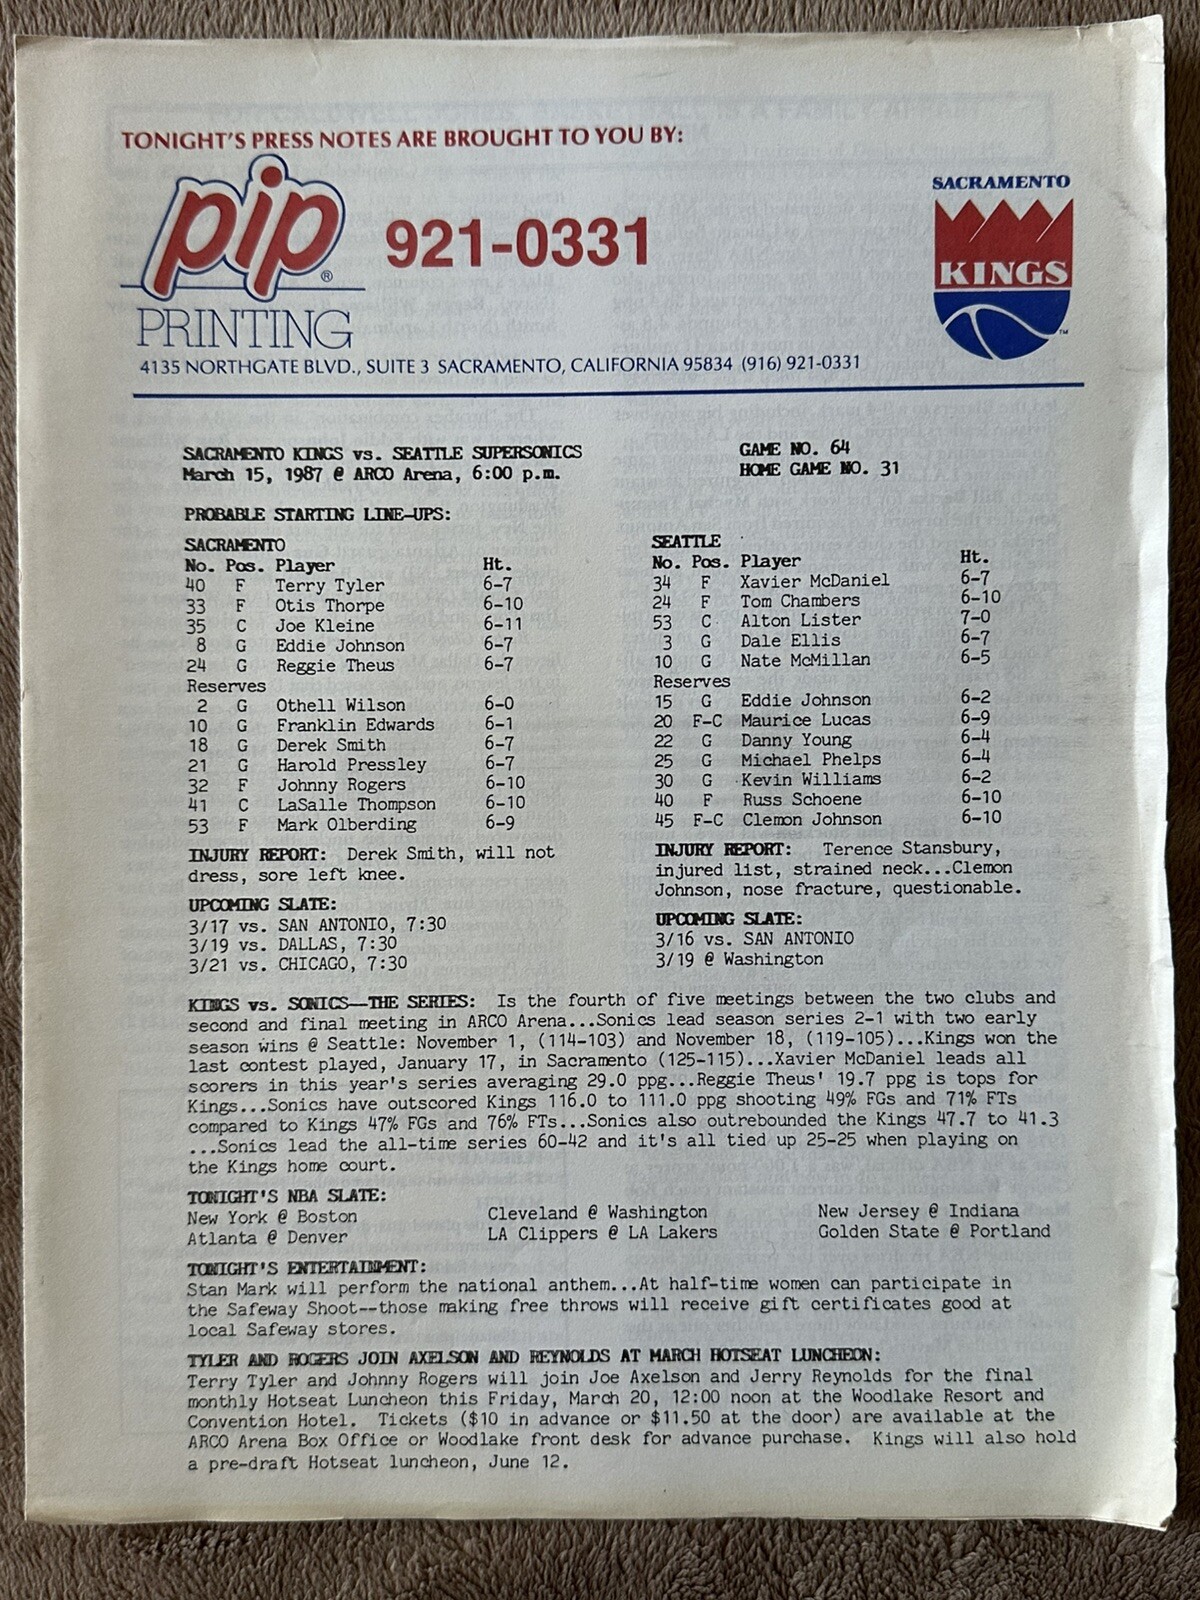 TONIGHT'S PRESS NOTES ARE BROUGHT TO YOU BY:
pip ®
PRINTING
921-0331
SACRAMENTO
KINGS
TM
4135 NORTHGATE BLVD., SUITE 3 SACRAMENTO, CALIFORNIA 95834 (916) 921-0331
SACRAMENTO KINGS vs. SEATTLE SUPERSONICS
March 15, 1987 @ ARCO Arena, 6:00 p.m.
GAME NO. 64
HOME GAME NO. 31
PROBABLE STARTING LINE-UPS:
SACRAMENTO
No. Pos. Player Ht.
40 F Terry Tyler 6-7
33 F Otis Thorpe 6-10
35 C Joe Kleine 6-11
8 G Eddie Johnson 6-7
24 G Reggie Theus 6-7
Reserves
2 G Othell Wilson 6-0
10 G Franklin Edwards 6-1
18 G Derek Smith 6-7
21 G Harold Pressley 6-7
32 F Johnny Rogers 6-10
41 C LaSalle Thompson 6-10
53 F Mark Olberding 6-9
INJURY REPORT: Derek Smith, will not
dress, sore left knee.
UPCOMING SLATE:
3/17 vs. SAN ANTONIO, 7:30
3/19 vs. DALLAS, 7:30
3/21 vs. CHICAGO, 7:30
SEATTLE
No. Pos. Player Ht.
34 F Xavier McDaniel 6-7
24 F Tom Chambers 6-10
53 C Alton Lister 7-0
3 G Dale Ellis 6-7
10 G Nate McMillan 6-5
Reserves
15 G Eddie Johnson 6-2
20 F-C Maurice Lucas 6-9
22 G Danny Young 6-4
25 G Michael Phelps 6-4
30 G Kevin Williams 6-2
40 F Russ Schoene 6-10
45 F-C Clemon Johnson 6-10
INJURY REPORT: Terence Stansbury,
injured list, strained neck...Clemon
Johnson, nose fracture, questionable.
UPCOMING SLATE:
3/16 vs. SAN ANTONIO
3/19 @ Washington
KINGS vs. SONICS—THE SERIES: Is the fourth of five meetings between the two clubs and
second and final meeting in ARCO Arena...Sonics lead season series 2-1 with two early
season wins @ Seattle: November 1, (114-103) and November 18, (119-105)...Kings won the
last contest played, January 17, in Sacramento (125-115)...Xavier McDaniel leads all
scorers in this year's series averaging 29.0 ppg...Reggie Theus' 19.7 ppg is tops for
Kings...Sonics have outscored Kings 116.0 to 111.0 ppg shooting 49% FGs and 71% FTs
compared to Kings 47% FGs and 76% FTs...Sonics also outrebounded the Kings 47.7 to 41.3
...Sonics lead the all-time series 60-42 and it's all tied up 25-25 when playing on
the Kings home court.
TONIGHT'S NBA SLATE:
New York @ Boston Cleveland @ Washington New Jersey @ Indiana
Atlanta @ Denver LA Clippers @ LA Lakers Golden State @ Portland
TONIGHT'S ENTERTAINMENT:
Stan Mark will perform the national anthem...At half-time women can participate in
the Safeway Shoot--those making free throws will receive gift certificates good at
local Safeway stores.
TYLER AND ROGERS JOIN AXELSON AND REYNOLDS AT MARCH HOTSEAT LUNCHEON:
Terry Tyler and Johnny Rogers will join Joe Axelson and Jerry Reynolds for the final
monthly Hotseat Luncheon this Friday, March 20, 12:00 noon at the Woodlake Resort and
Convention Hotel. Tickets ($10 in advance or $11.50 at the door) are available at the
ARCO Arena Box Office or Woodlake front desk for advance purchase. Kings will also hold
a pre-draft Hotseat luncheon, June 12.